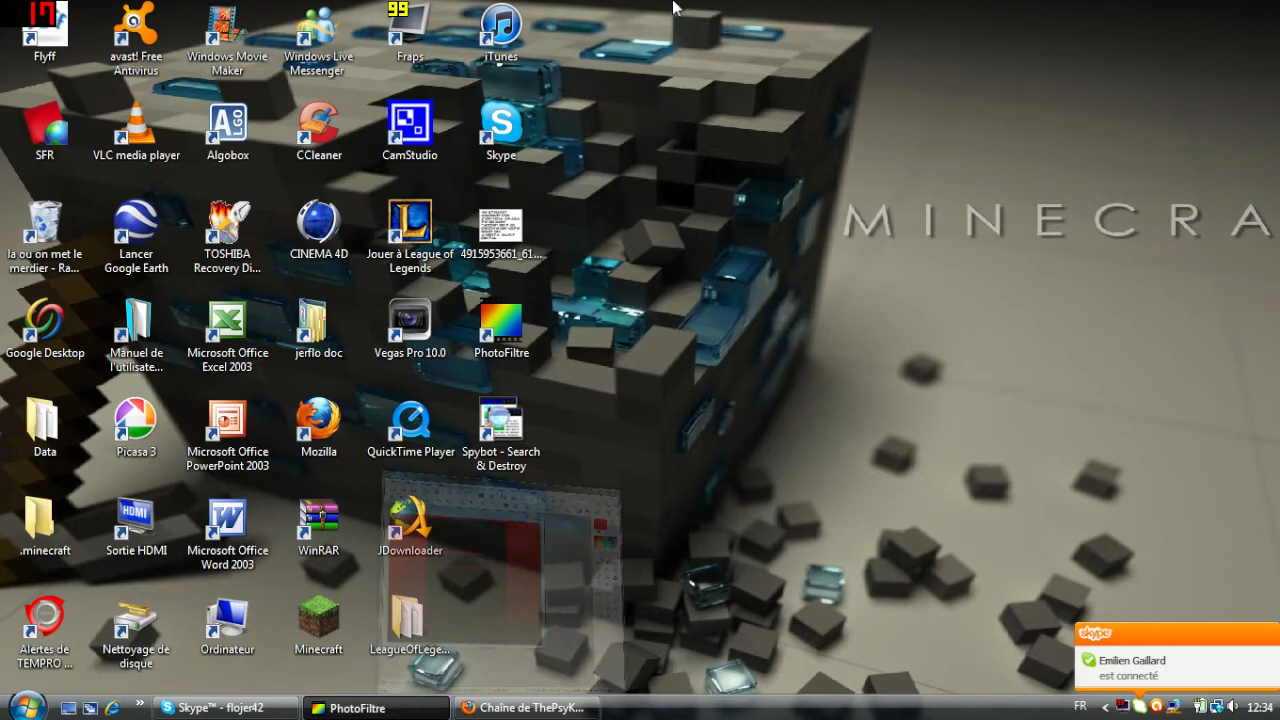 17
99
Flyff
avast! Free
Antivirus
Windows Movie
Maker
Windows Live
Messenger
Fraps
iTunes
SFR
VLC media player
ALGO
Algobox
CCleaner
CamStudio
S
Skype
MINECRA
la ou on met le
merdier - Ra...
Lancer
Google Earth
TOSHIBA
Recovery Di...
CINEMA 4D
L
Jouer à League of
Legends
4915953661_61...
Google Desktop
Manuel de
l'utilisate...
Microsoft Office
Excel 2003
jerflo doc
Vegas Pro 10.0
PhotoFiltre
Data
Picasa 3
Microsoft Office
PowerPoint 2003
Mozilla
QuickTime Player
Spybot - Search
& Destroy
.minecraft
HDMI
Sortie HDMI
W
Microsoft Office
Word 2003
WinRAR
JDownloader
Alertes de
TEMPRO ...
Nettoyage de
disque
Ordinateur
Minecraft
LeagueOfLege...
skype
Emilien Gaillard
est connecté
Skype™ - flojer42
PhotoFiltre
Chaîne de ThePsyK...
FR
12:34